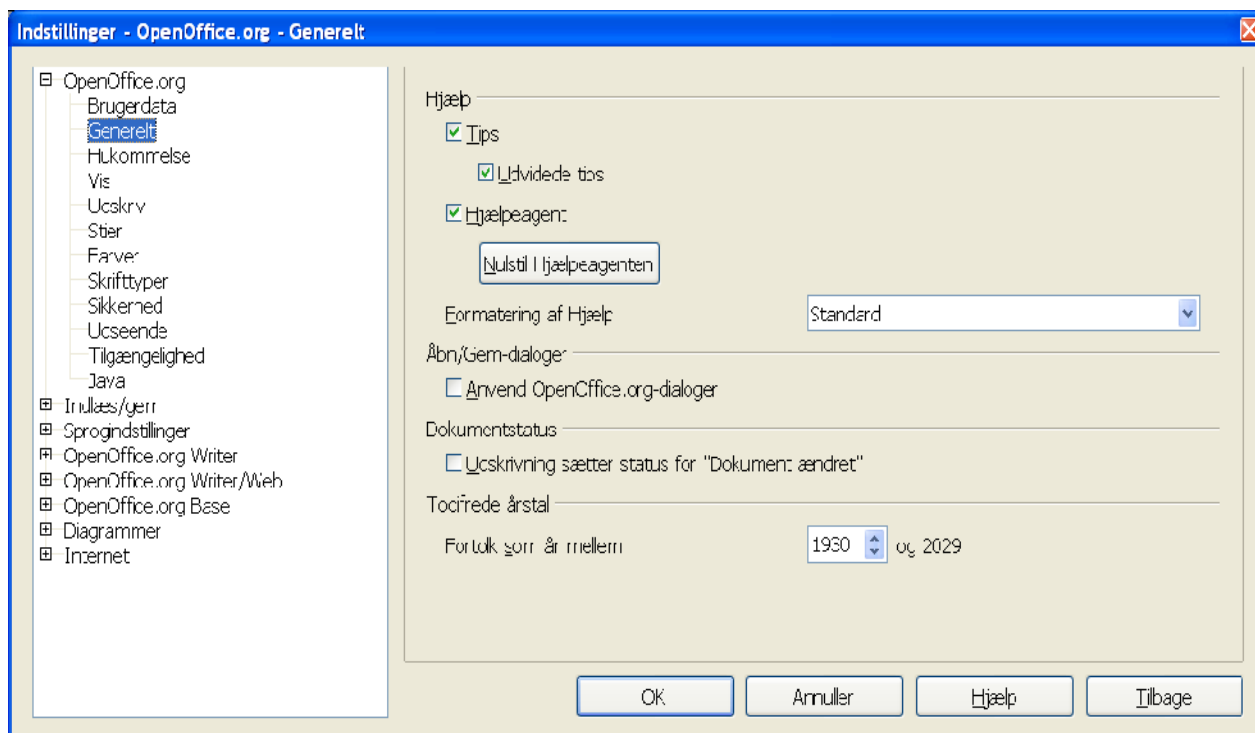 Indstillinger - OpenOffice.org - Generelt
OpenOffice.org
Brugerdata
Generelt
Hukommelse
Vis
Udskriv
Stier
Farver
Skrifttyper
Sikkerhed
Udseende
Tilgængelighed
Java
Indlæs/gem
Sprogindstillinger
OpenOffice.org Writer
OpenOffice.org Writer/Web
OpenOffice.org Base
Diagrammer
Internet
Hjælp
Tips
Udvidede tips
Hjælpeagent
Nulstil Hjælpeagenten
Formatering af Hjælp Standard
Åbn/Gem-dialoger
Anvend OpenOffice.org-dialoger
Dokumentstatus
Udskrivning sætter status for "Dokument ændret"
Tocifrede årstal
Fortolk som år mellem 1930 og 2029
OK Annuller Hjælp Tilbage